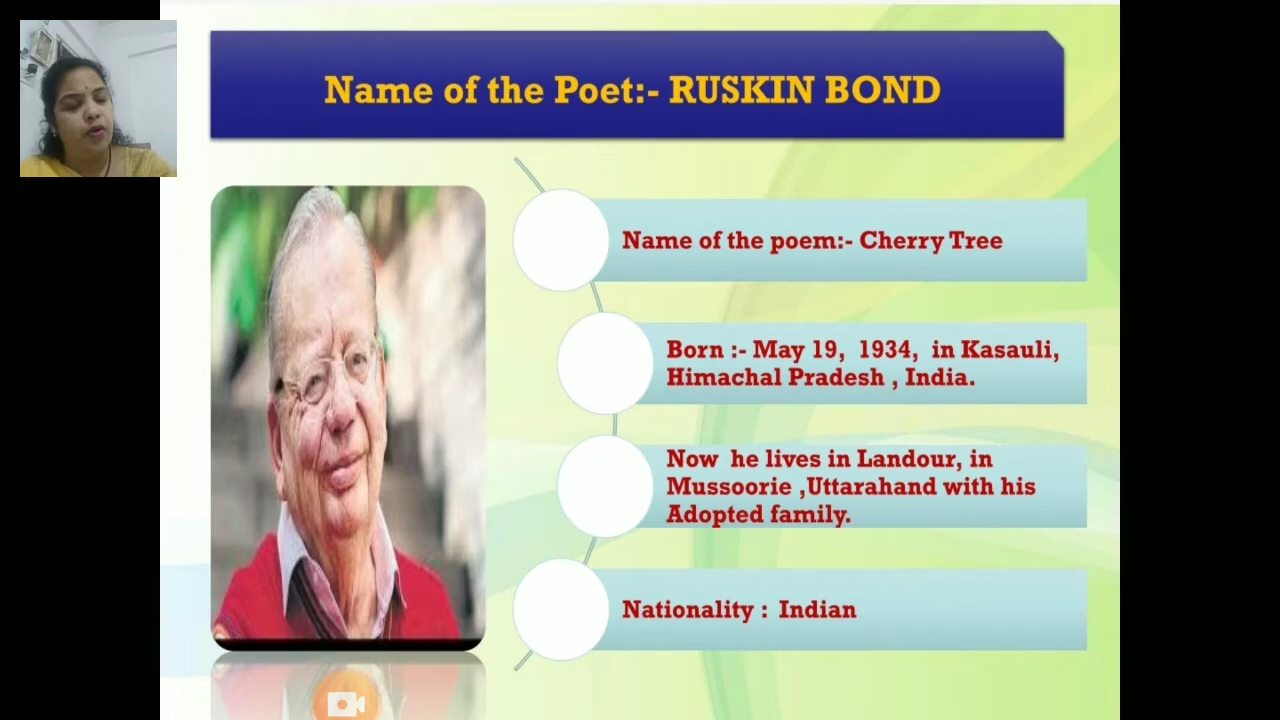 Name of the Poet:- RUSKIN BOND
Name of the poem:- Cherry Tree
Born :- May 19, 1934, in Kasauli,
Himachal Pradesh , India.
Now he lives in Landour, in
Mussoorie ,Uttarahand with his
Adopted family.
Nationality : Indian